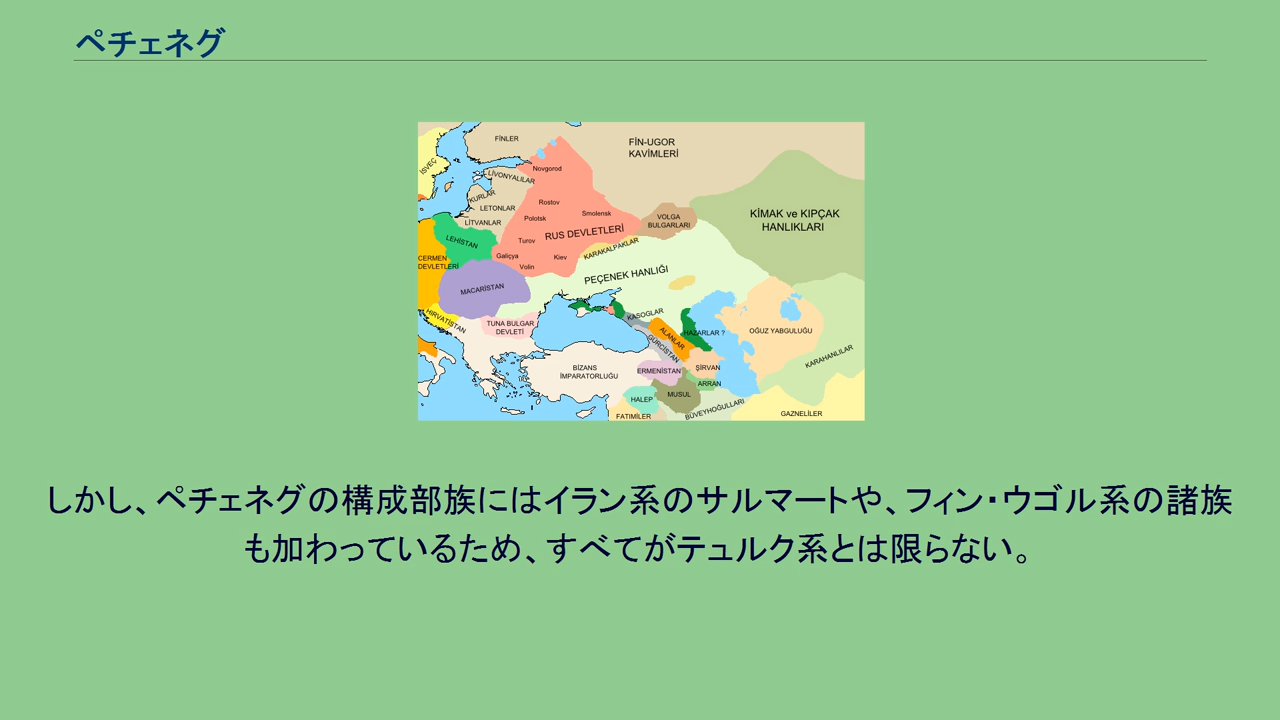 ペチェネグ
FİNLER
FİN-UGOR
KAVİMLERİ
İSVEÇ
Novgorod
LİVONYALILAR
KURLAR
LETONLAR
LİTVANLAR
Rostov
Polotsk
Smolensk
VOLGA
BULGARLARI
KİMAK ve KIPÇAK
HANLIKLARI
LEHİSTAN
Turov
RUS DEVLETLERİ
KARAKALPAKLAR
CERMEN
DEVLETLERİ
Galiçya
Volin
Kiev
PEÇENEK HANLIĞI
MACARİSTAN
HIRVATİSTAN
TUNA BULGAR
DEVLETİ
KASOGLAR
ALANLAR
HAZARLAR ?
OĞUZ YABGULUĞU
GÜRCİSTAN
KARAHANLILAR
BİZANS
İMPARATORLUĞU
ERMENİSTAN
ŞİRVAN
ARRAN
HALEP
MUSUL
BÜVEYHOĞULLARI
FATIMİLER
GAZNELİLER
しかし、ペチェネグの構成部族にはイラン系のサルマートや、フィン・ウゴル系の諸族
も加わっているため、すべてがテュルク系とは限らない。